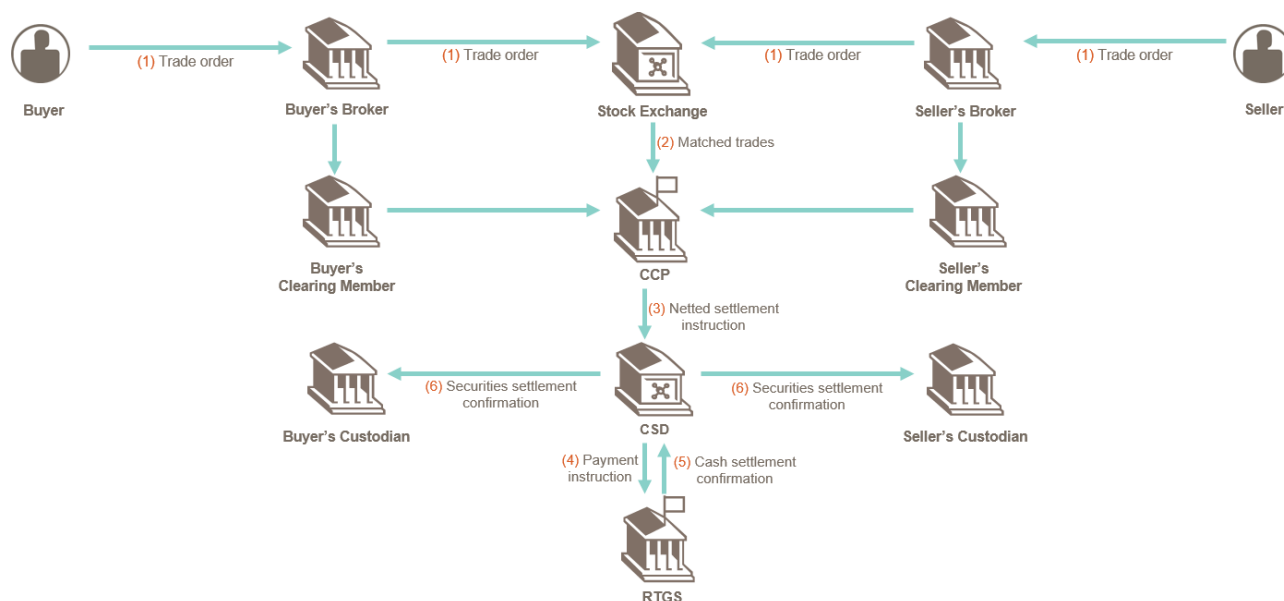 (1) Trade order
(1) Trade order
(1) Trade order
(1) Trade order
Buyer
Buyer's Broker
Stock Exchange
Seller's Broker
Seller
(2) Matched trades
Buyer's
Clearing Member
CCP
Seller's
Clearing Member
(3) Netted settlement
instruction
(6) Securities settlement
confirmation
(6) Securities settlement
confirmation
Buyer's Custodian
CSD
Seller's Custodian
(4) Payment
instruction
(5) Cash settlement
confirmation
RTGS